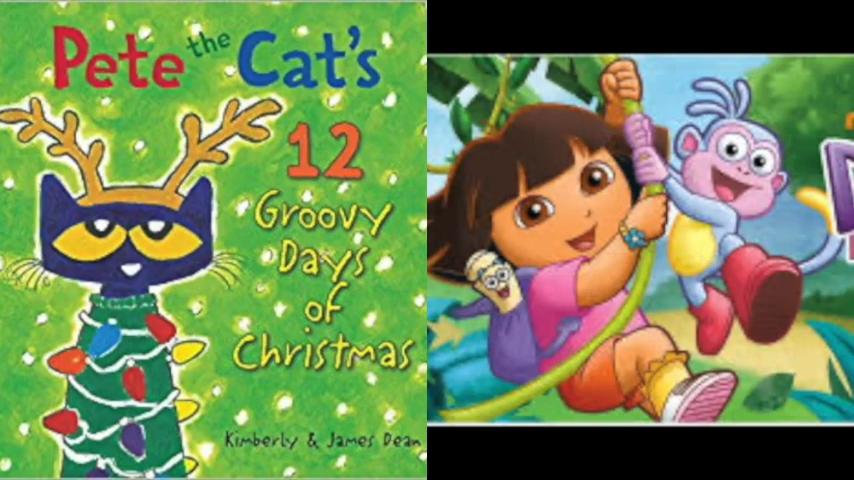 Pete the Cat's
12
Groovy
Days
of
Christmas
Kimberly & James Dean
D